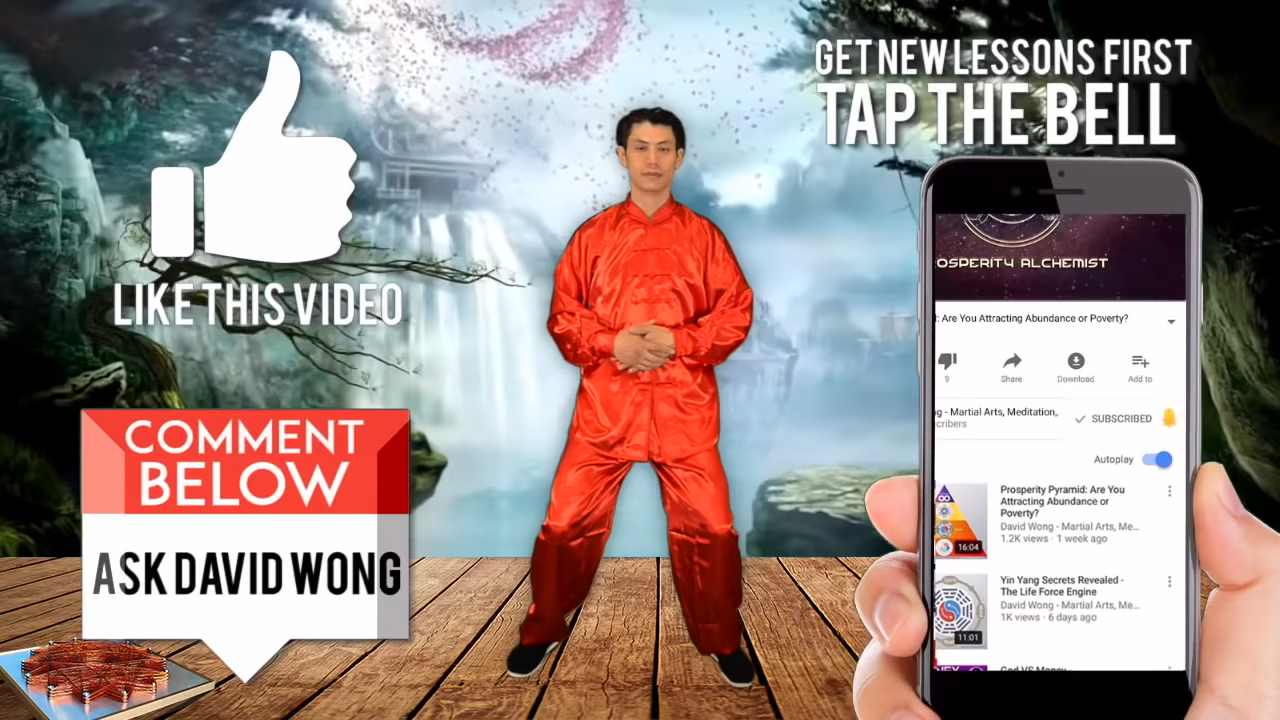 LIKE THIS VIDEO
COMMENT
BELOW
ASK DAVID WONG
GET NEW LESSONS FIRST
TAP THE BELL
OSPERITY ALCHEMIST
: Are You Attracting Abundance or Poverty?
9
Share
Download
Add to
g - Martial Arts, Meditation,
cribers
SUBSCRIBED
Autoplay
Prosperity Pyramid: Are You
Attracting Abundance or
Poverty?
David Wong - Martial Arts, Me...
1.2K views · 1 week ago
16:04
Yin Yang Secrets Revealed -
The Life Force Engine
David Wong - Martial Arts, Me...
1K views · 6 days ago
11:01
God VS Money